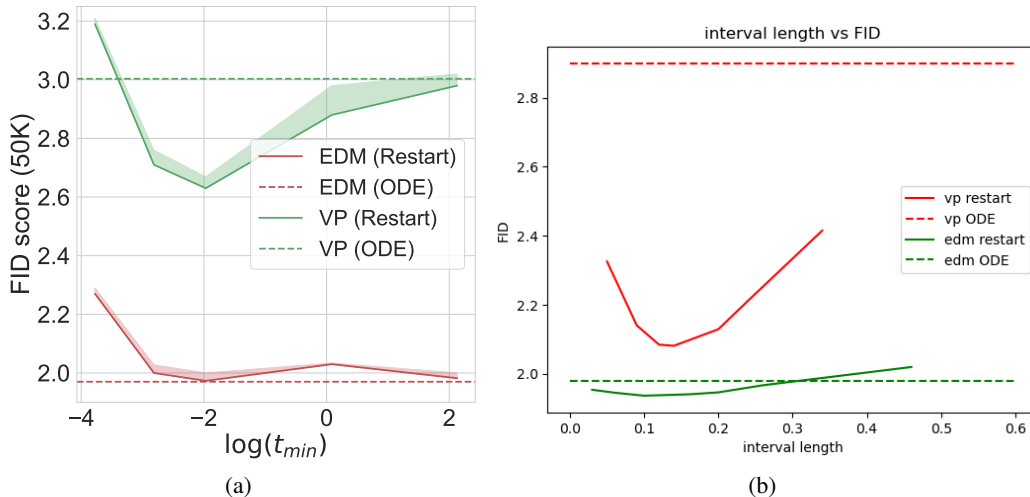 3.2
3.0
2.8
2.6
2.4
2.2
2.0
FID score (50K)
−4
−2
0
2
log(t_min)
EDM (Restart)
EDM (ODE)
VP (Restart)
VP (ODE)
(a)
interval length vs FID
2.8
2.6
2.4
2.2
2.0
FID
0.0
0.1
0.2
0.3
0.4
0.5
0.6
interval length
vp restart
vp ODE
edm restart
edm ODE
(b)